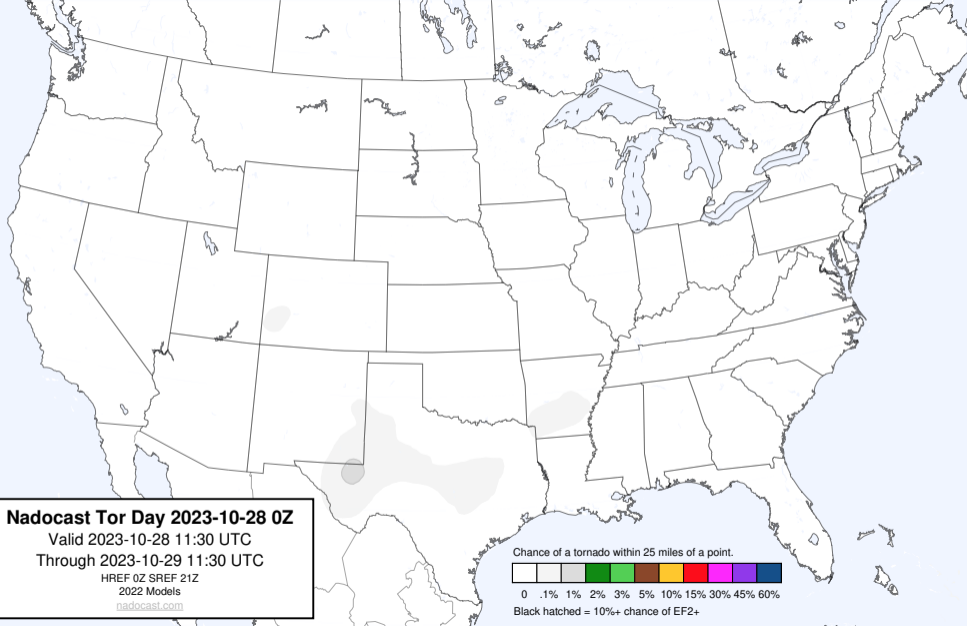 Nadocast Tor Day 2023-10-28 0Z
Valid 2023-10-28 11:30 UTC
Through 2023-10-29 11:30 UTC
HREF 0Z SREF 21Z
2022 Models
nadocast.com
Chance of a tornado within 25 miles of a point.
0 .1% 1% 2% 3% 5% 10% 15% 30% 45% 60%
Black hatched = 10%+ chance of EF2+